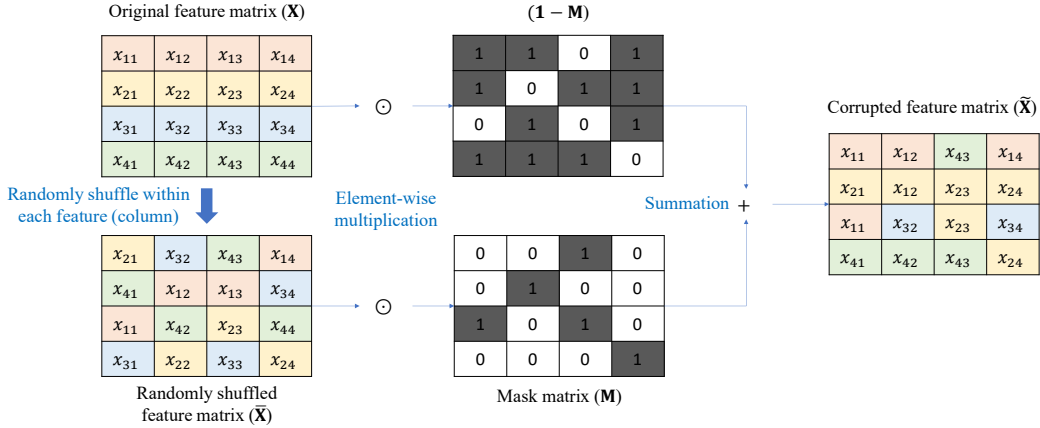 Original feature matrix (𝐗)
x₁₁ x₁₂ x₁₃ x₁₄
x₂₁ x₂₂ x₂₃ x₂₄
x₃₁ x₃₂ x₃₃ x₃₄
x₄₁ x₄₂ x₄₃ x₄₄
Randomly shuffle within
each feature (column)
x₂₁ x₃₂ x₄₃ x₁₄
x₄₁ x₁₂ x₁₃ x₃₄
x₁₁ x₄₂ x₂₃ x₄₄
x₃₁ x₂₂ x₃₃ x₂₄
Randomly shuffled
feature matrix (𝐗̅)
⊙
Element-wise
multiplication
⊙
(𝟏 − 𝐌)
1 1 0 1
1 0 1 1
0 1 0 1
1 1 1 0
0 0 1 0
0 1 0 0
1 0 1 0
0 0 0 1
Mask matrix (𝐌)
Summation +
Corrupted feature matrix (𝐗̃)
x₁₁ x₁₂ x₄₃ x₁₄
x₂₁ x₁₂ x₂₃ x₂₄
x₁₁ x₃₂ x₂₃ x₃₄
x₄₁ x₄₂ x₄₃ x₂₄